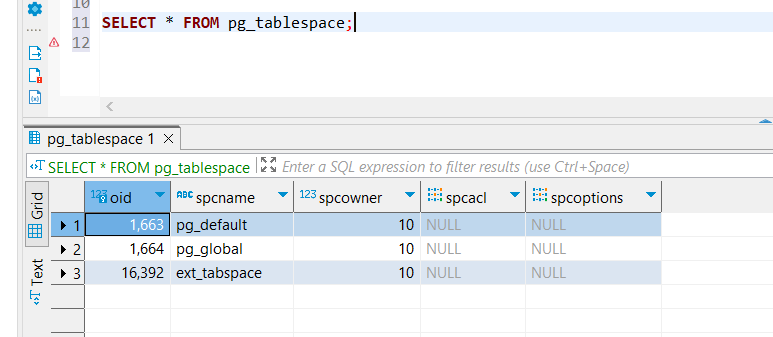 10
11 SELECT * FROM pg_tablespace;
12
pg_tablespace 1
SELECT * FROM pg_tablespace Enter a SQL expression to filter results (use Ctrl+Space)
Grid
Text
123 oid ABC spcname 123 spcowner spcacl spcoptions
1 1,663 pg_default 10 NULL NULL
2 1,664 pg_global 10 NULL NULL
3 16,392 ext_tabspace 10 NULL NULL